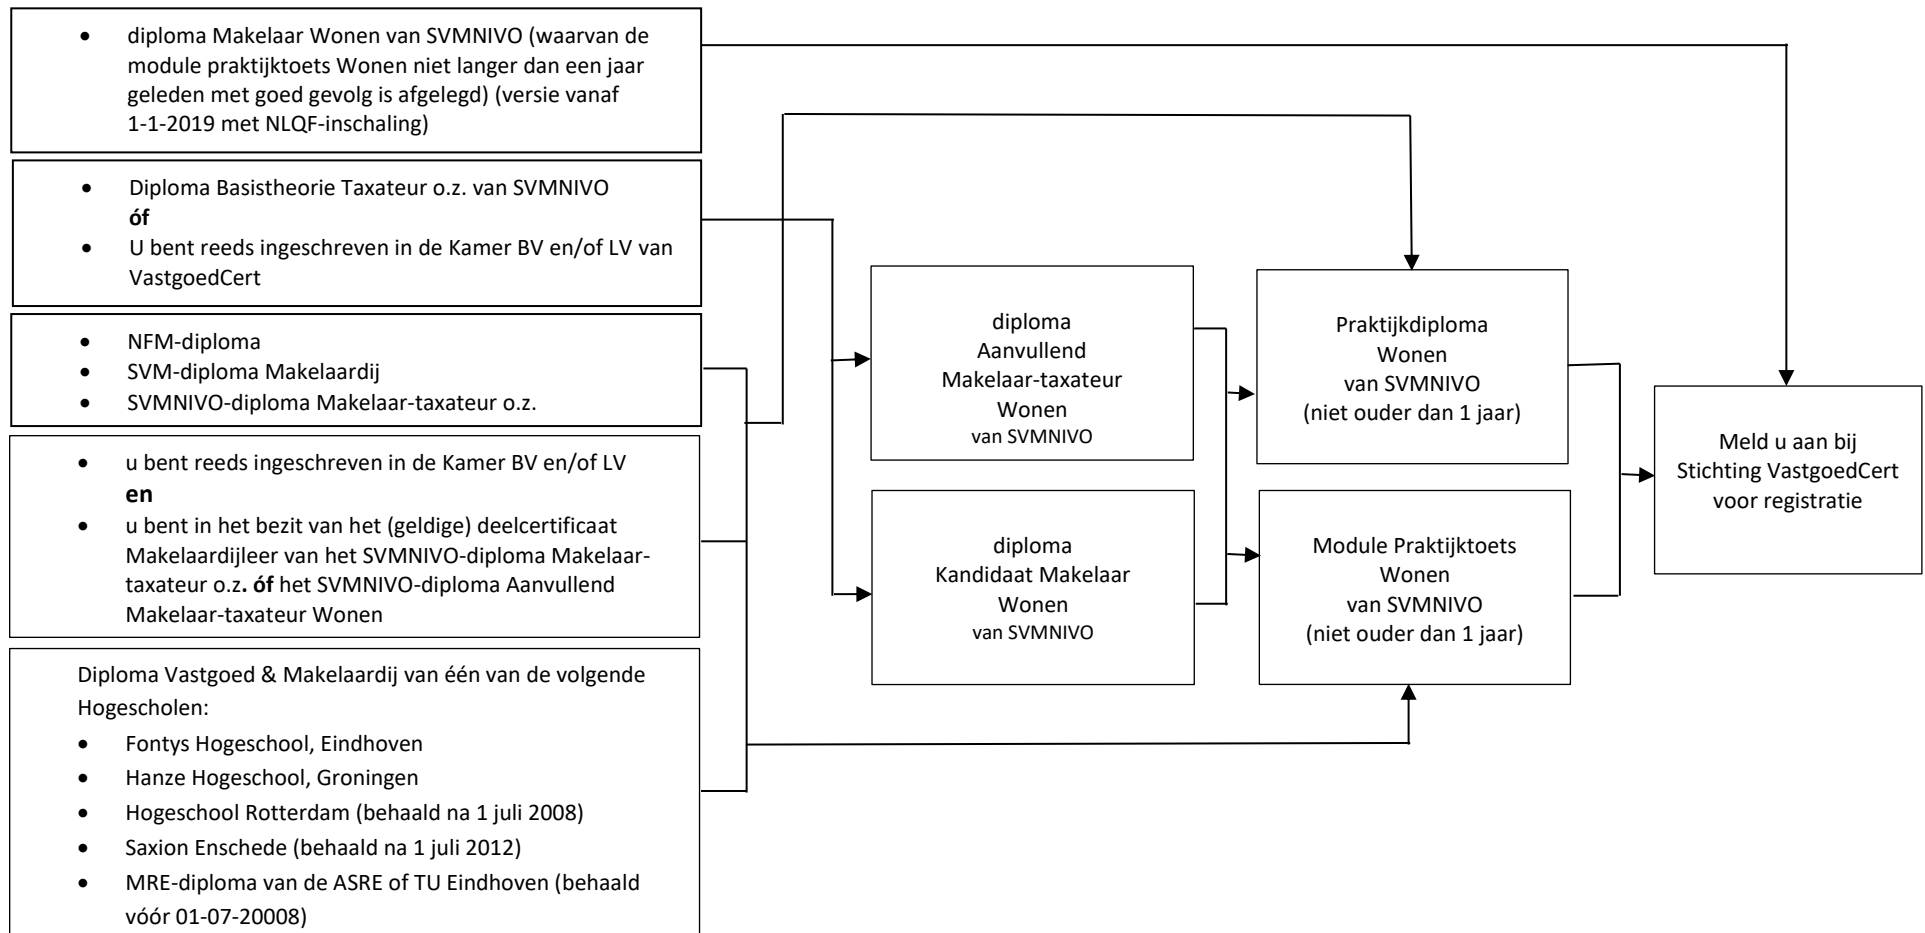 • diploma Makelaar Wonen van SVMNIVO (waarvan de
module praktijktoets Wonen niet langer dan een jaar
geleden met goed gevolg is afgelegd) (versie vanaf
1-1-2019 met NLQF-inschaling)
• Diploma Basistheorie Taxateur o.z. van SVMNIVO
óf
• U bent reeds ingeschreven in de Kamer BV en/of LV van
VastgoedCert
• NFM-diploma
• SVM-diploma Makelaardij
• SVMNIVO-diploma Makelaar-taxateur o.z.
• u bent reeds ingeschreven in de Kamer BV en/of LV
en
• u bent in het bezit van het (geldige) deelcertificaat
Makelaardijleer van het SVMNIVO-diploma Makelaar-
taxateur o.z. óf het SVMNIVO-diploma Aanvullend
Makelaar-taxateur Wonen
Diploma Vastgoed & Makelaardij van één van de volgende
Hogescholen:
• Fontys Hogeschool, Eindhoven
• Hanze Hogeschool, Groningen
• Hogeschool Rotterdam (behaald na 1 juli 2008)
• Saxion Enschede (behaald na 1 juli 2012)
• MRE-diploma van de ASRE of TU Eindhoven (behaald
vóór 01-07-20008)
diploma
Aanvullend
Makelaar-taxateur
Wonen
van SVMNIVO
diploma
Kandidaat Makelaar
Wonen
van SVMNIVO
Praktijkdiploma
Wonen
van SVMNIVO
(niet ouder dan 1 jaar)
Module Praktijktoets
Wonen
van SVMNIVO
(niet ouder dan 1 jaar)
Meld u aan bij
Stichting VastgoedCert
voor registratie